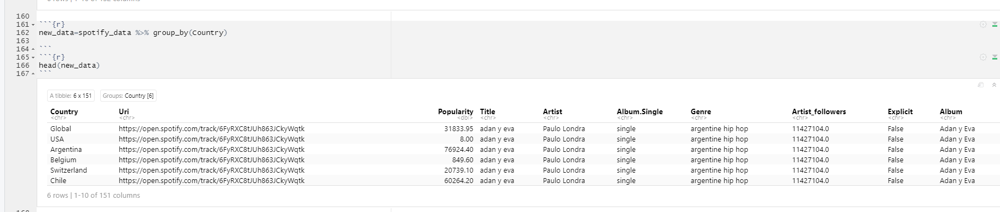 6 rows | 1-10 of 152 columns
160
161 ```{r}
162 new_data=spotify_data %>% group_by(Country)
163
164 ```
165 ```{r}
166 head(new_data)
167 ```
A tibble: 6 x 151 Groups: Country [6]
Country Uri Popularity Title Artist Album.Single Genre Artist_followers Explicit Album
<chr> <chr> <dbl> <chr> <chr> <chr> <chr> <chr> <chr> <chr>
Global https://open.spotify.com/track/6FyRXC8tJUh863JCkyWqtk 31833.95 adan y eva Paulo Londra single argentine hip hop 11427104.0 False Adan y Eva
USA https://open.spotify.com/track/6FyRXC8tJUh863JCkyWqtk 8.00 adan y eva Paulo Londra single argentine hip hop 11427104.0 False Adan y Eva
Argentina https://open.spotify.com/track/6FyRXC8tJUh863JCkyWqtk 76924.40 adan y eva Paulo Londra single argentine hip hop 11427104.0 False Adan y Eva
Belgium https://open.spotify.com/track/6FyRXC8tJUh863JCkyWqtk 849.60 adan y eva Paulo Londra single argentine hip hop 11427104.0 False Adan y Eva
Switzerland https://open.spotify.com/track/6FyRXC8tJUh863JCkyWqtk 20739.10 adan y eva Paulo Londra single argentine hip hop 11427104.0 False Adan y Eva
Chile https://open.spotify.com/track/6FyRXC8tJUh863JCkyWqtk 60264.20 adan y eva Paulo Londra single argentine hip hop 11427104.0 False Adan y Eva
6 rows | 1-10 of 151 columns
168